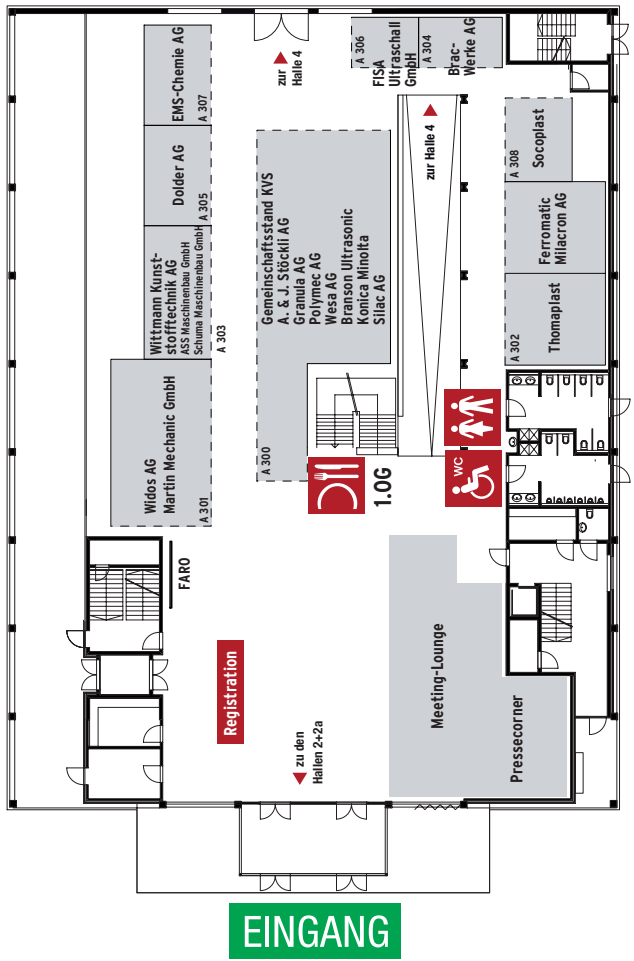 EMS-Chemie AG
A 307
Dolder AG
A 305
Wittmann Kunst-
stofftechnik AG
ASS Maschinenbau GmbH
Schuma Maschinenbau GmbH
A 303
Widos AG
Martin Mechanic GmbH
A 301
zur
Halle 4
A 306
FISA
Ultraschall
GmbH
A 304
Brac-
Werke AG
zur Halle 4
Gemeinschaftsstand KVS
A. & J. Stöckli AG
Granula AG
Polymec AG
Wesa AG
Branson Ultrasonic
Konica Minolta
Silac AG
A 300
A 308
Socoplast
Ferromatic
Milacron AG
A 302
Thomaplast
1.OG
WC
FARO
Registration
zu den
Hallen 2+2a
Meeting-Lounge
Pressecorner
EINGANG